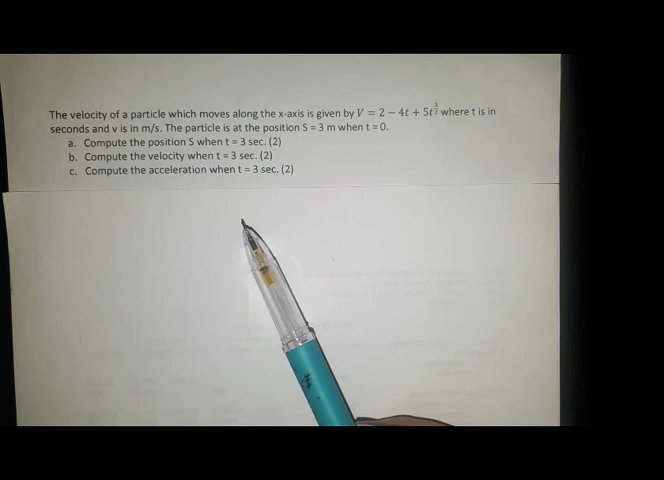 The velocity of a particle which moves along the x-axis is given by V = 2 − 4t + 5t^{3/2} where t is in
seconds and v is in m/s. The particle is at the position S = 3 m when t = 0.
a. Compute the position S when t = 3 sec. (2)
b. Compute the velocity when t = 3 sec. (2)
c. Compute the acceleration when t = 3 sec. (2)